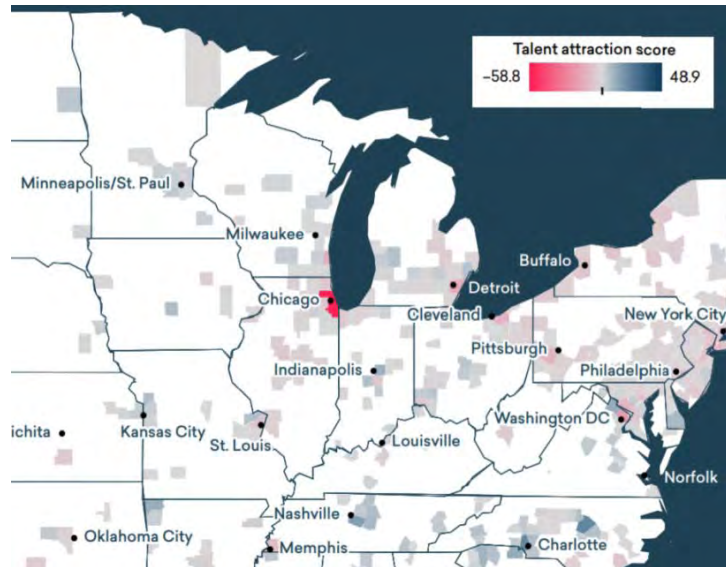 Talent attraction score
−58.8 48.9
Minneapolis/St. Paul
Milwaukee
Buffalo
Detroit
Chicago
Cleveland
New York City
Pittsburgh
Indianapolis
Philadelphia
Washington DC
Kansas City
ichita
St. Louis
Louisville
Norfolk
Nashville
Oklahoma City
Memphis
Charlotte